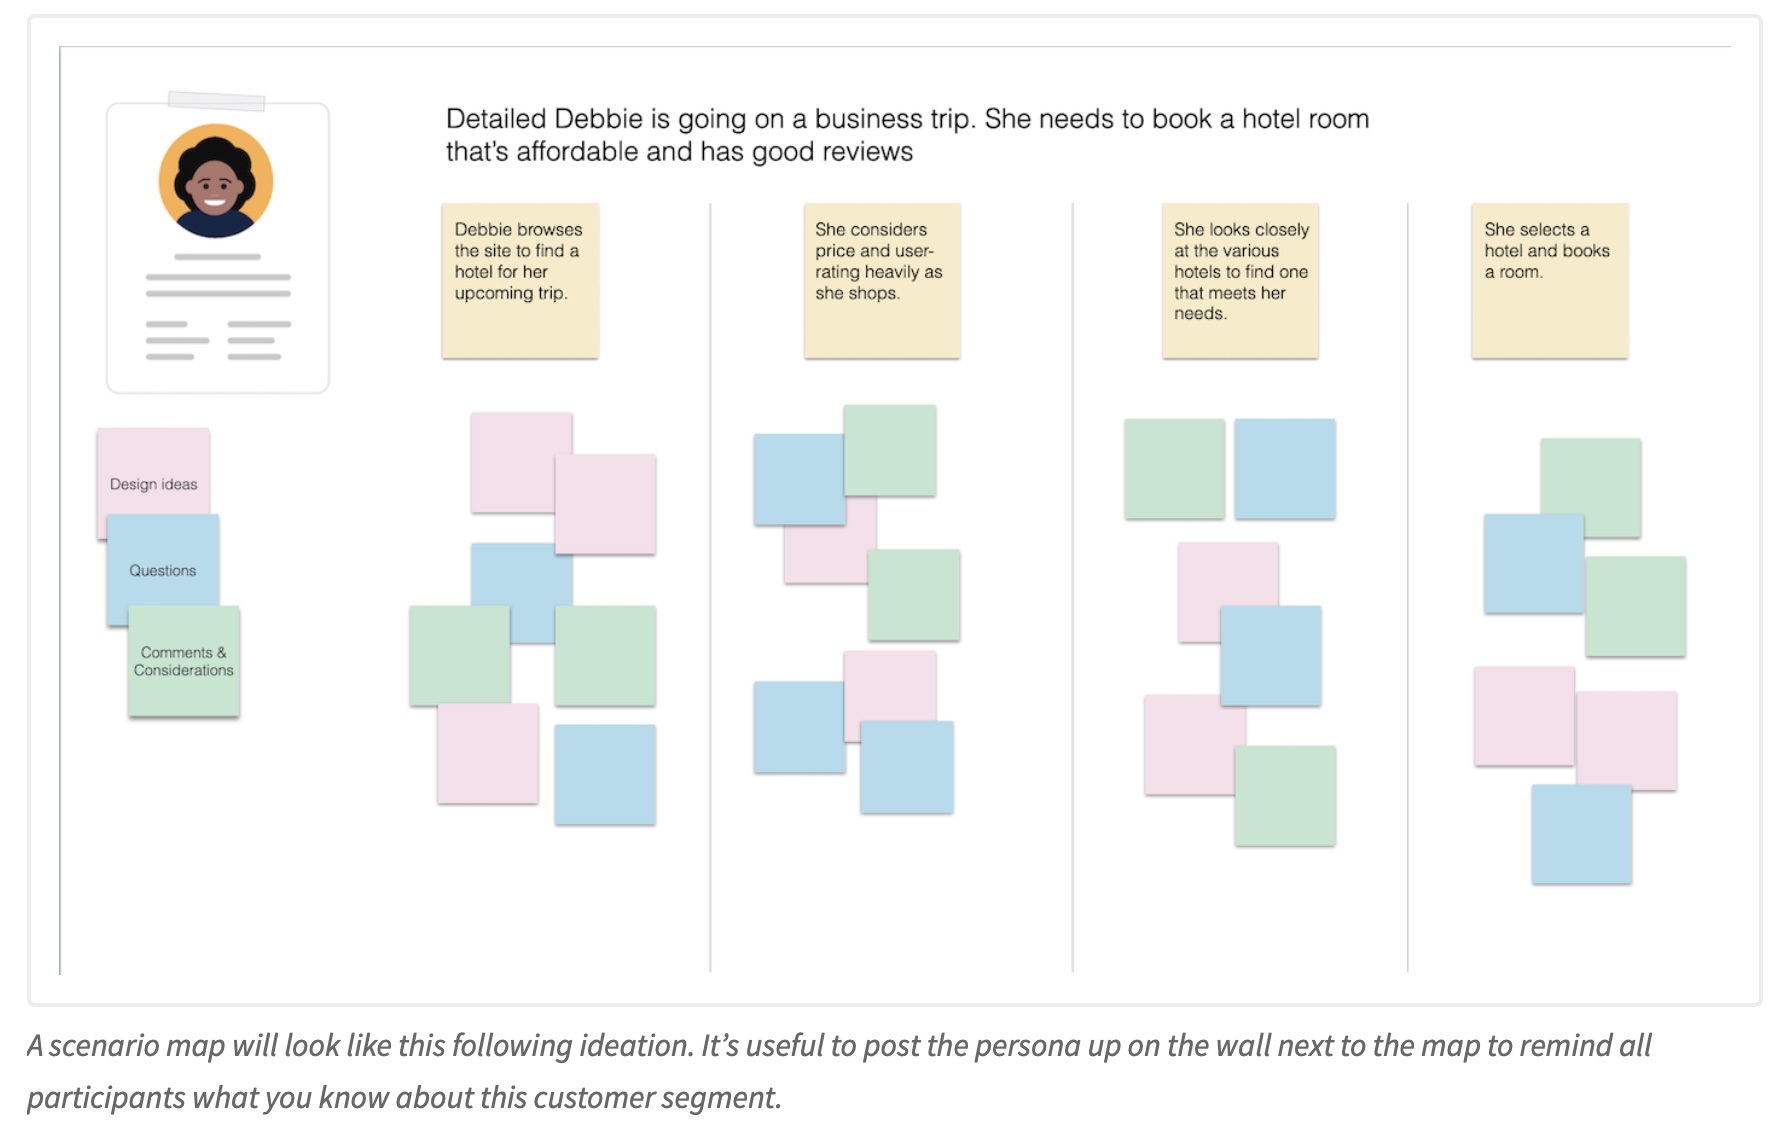 Detailed Debbie is going on a business trip. She needs to book a hotel room
that's affordable and has good reviews
Debbie browses
the site to find a
hotel for her
upcoming trip.
She considers
price and user-
rating heavily as
she shops.
She looks closely
at the various
hotels to find one
that meets her
needs.
She selects a
hotel and books
a room.
Design ideas
Questions
Comments &
Considerations
A scenario map will look like this following ideation. It’s useful to post the persona up on the wall next to the map to remind all
participants what you know about this customer segment.